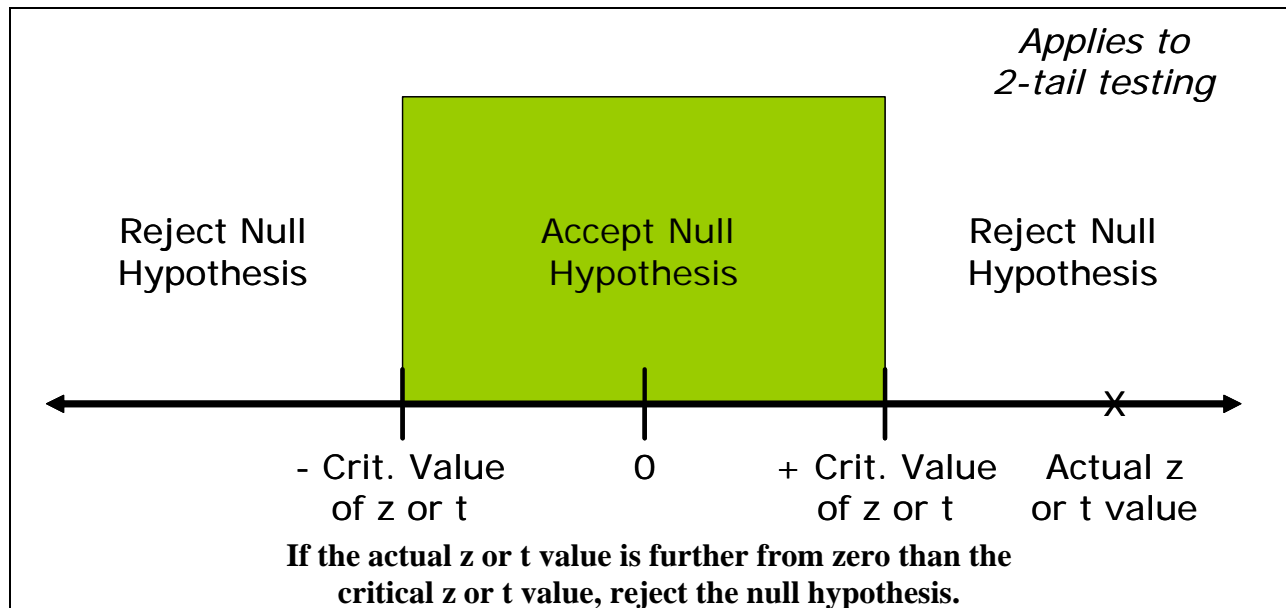 Applies to
2-tail testing
Reject Null
Hypothesis
Accept Null
Hypothesis
Reject Null
Hypothesis
X
- Crit. Value
of z or t
0
+ Crit. Value
of z or t
Actual z
or t value
If the actual z or t value is further from zero than the
critical z or t value, reject the null hypothesis.